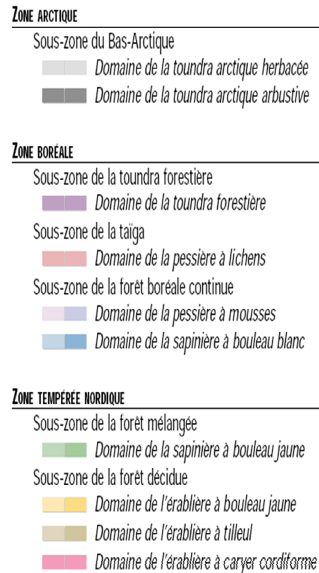 ZONE ARCTIQUE
Sous-zone du Bas-Arctique
Domaine de la toundra arctique herbacée
Domaine de la toundra arctique arbustive
ZONE BORÉALE
Sous-zone de la toundra forestière
Domaine de la toundra forestière
Sous-zone de la taïga
Domaine de la pessière à lichens
Sous-zone de la forêt boréale continue
Domaine de la pessière à mousses
Domaine de la sapinière à bouleau blanc
ZONE TEMPÉRÉE NORDIQUE
Sous-zone de la forêt mélangée
Domaine de la sapinière à bouleau jaune
Sous-zone de la forêt décidue
Domaine de l'érablière à bouleau jaune
Domaine de l'érablière à tilleul
Domaine de l'érablière à caryer cordiforme